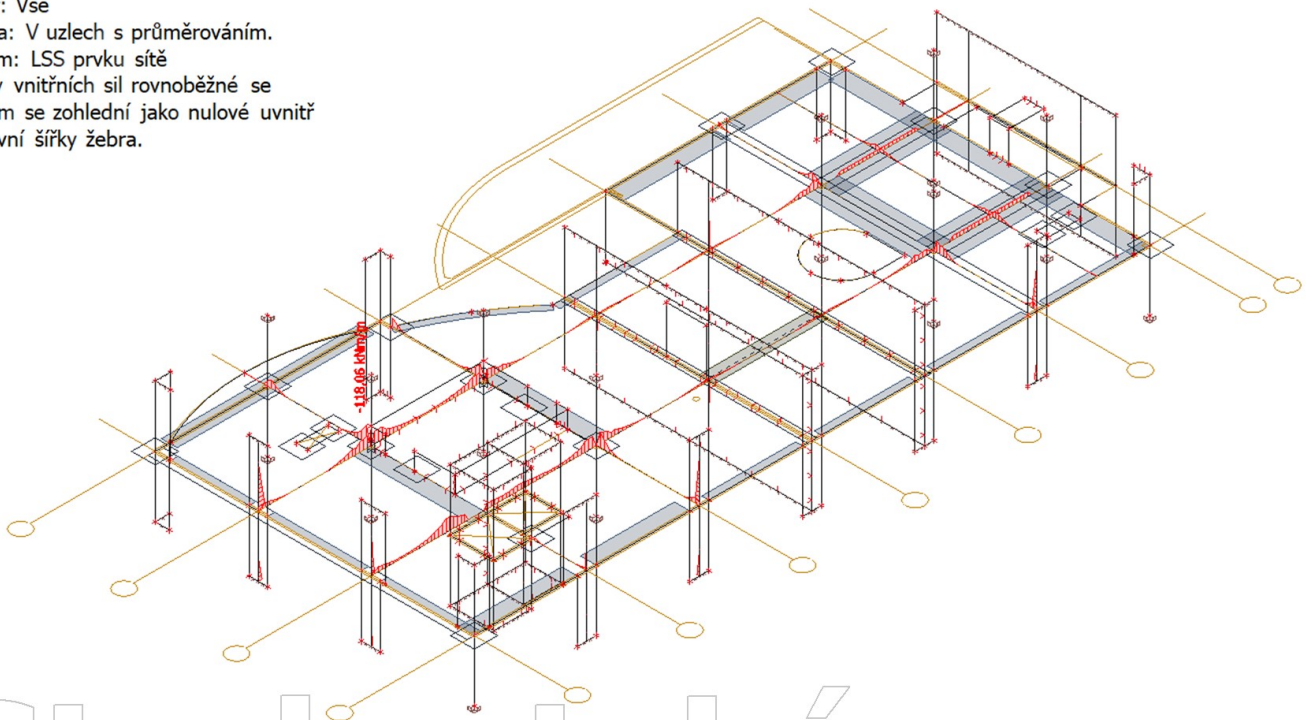 : Vše
a: V uzlech s průměrováním.
m: LSS prvku sítě
v vnitřních sil rovnoběžné se
m se zohlední jako nulové uvnitř
vní šířky žebra.
-118.06 kNm/m